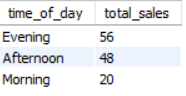 time_of_day total_sales
Evening 56
Afternoon 48
Morning 20